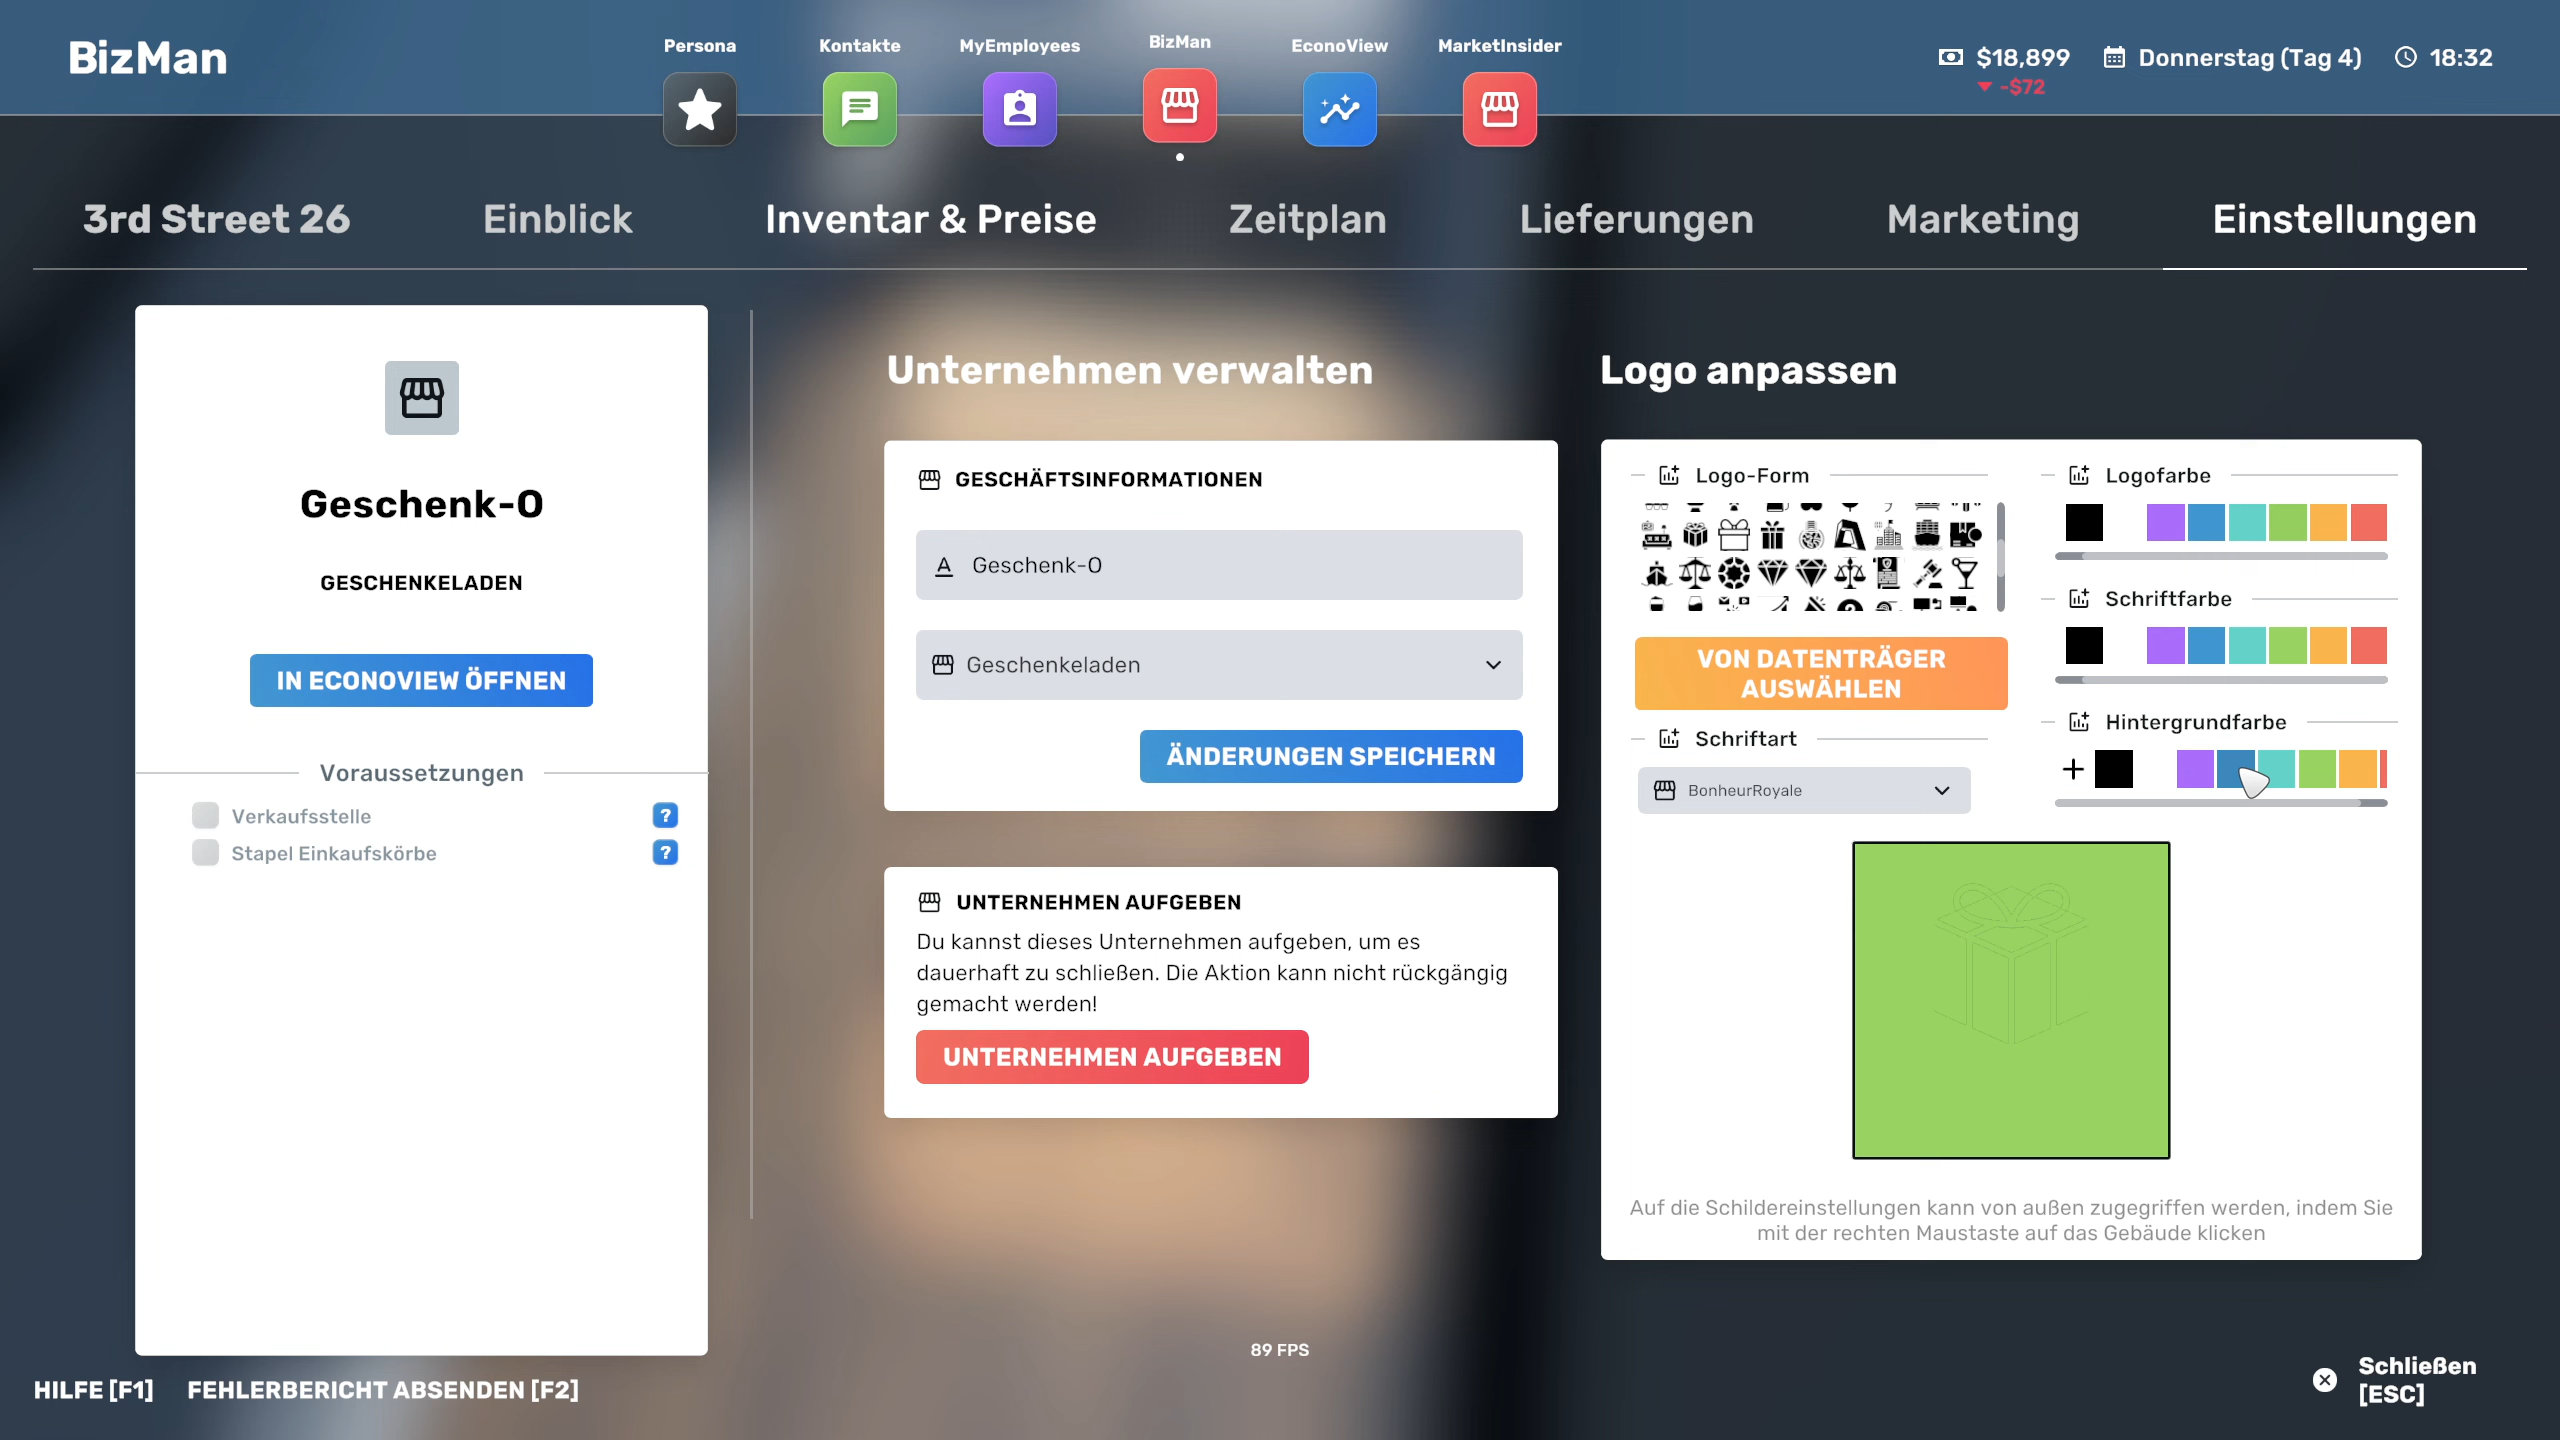 BizMan
Persona
Kontakte
MyEmployees
BizMan
EconoView
MarketInsider
$18,899
-$72
Donnerstag (Tag 4)
18:32
3rd Street 26
Einblick
Inventar & Preise
Zeitplan
Lieferungen
Marketing
Einstellungen
Geschenk-O
GESCHENKELADEN
IN ECONOVIEW ÖFFNEN
Voraussetzungen
Verkaufsstelle
?
Stapel Einkaufskörbe
?
Unternehmen verwalten
GESCHÄFTSINFORMATIONEN
Geschenk-O
Geschenkeladen
ÄNDERUNGEN SPEICHERN
UNTERNEHMEN AUFGEBEN
Du kannst dieses Unternehmen aufgeben, um es
dauerhaft zu schließen. Die Aktion kann nicht rückgängig
gemacht werden!
UNTERNEHMEN AUFGEBEN
Logo anpassen
Logo-Form
VON DATENTRÄGER
AUSWÄHLEN
Schriftart
BonheurRoyale
Logofarbe
Schriftfarbe
Hintergrundfarbe
Auf die Schildereinstellungen kann von außen zugegriffen werden, indem Sie
mit der rechten Maustaste auf das Gebäude klicken
89 FPS
HILFE [F1]
FEHLERBERICHT ABSENDEN [F2]
Schließen
[ESC]